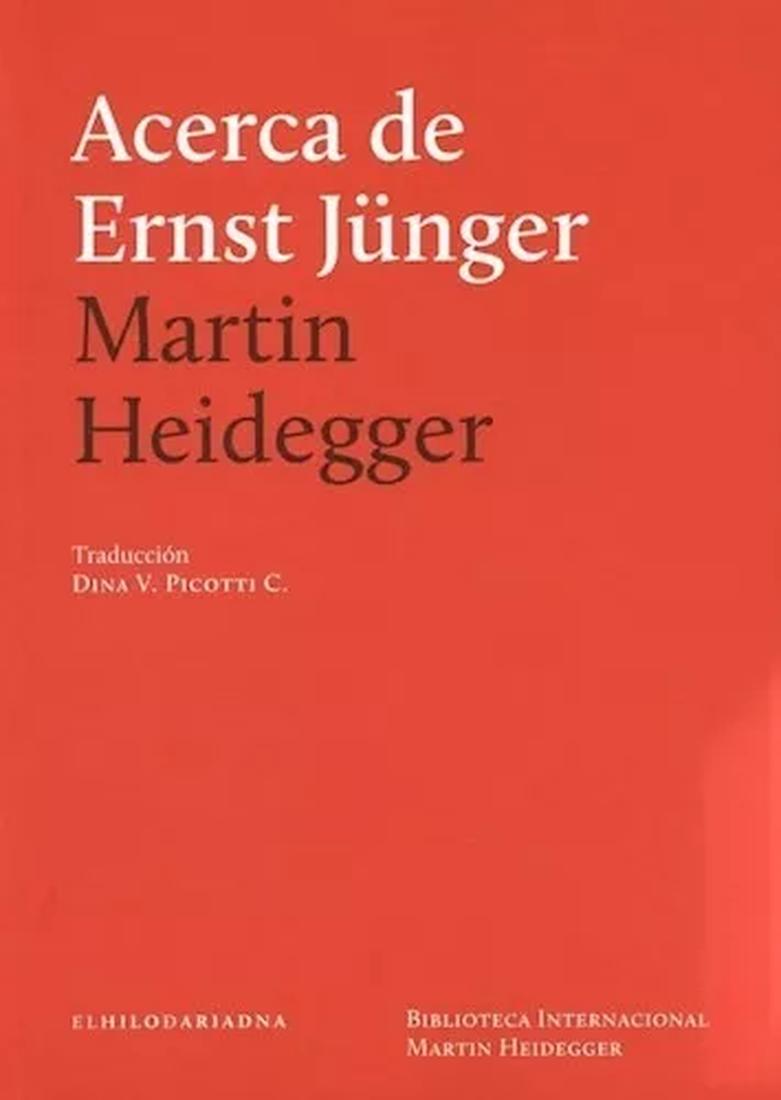 Acerca de
Ernst Jünger
Martin
Heidegger
Traducción
Dina V. Picotti C.
ELHILODARIADNA
Biblioteca Internacional
Martin Heidegger